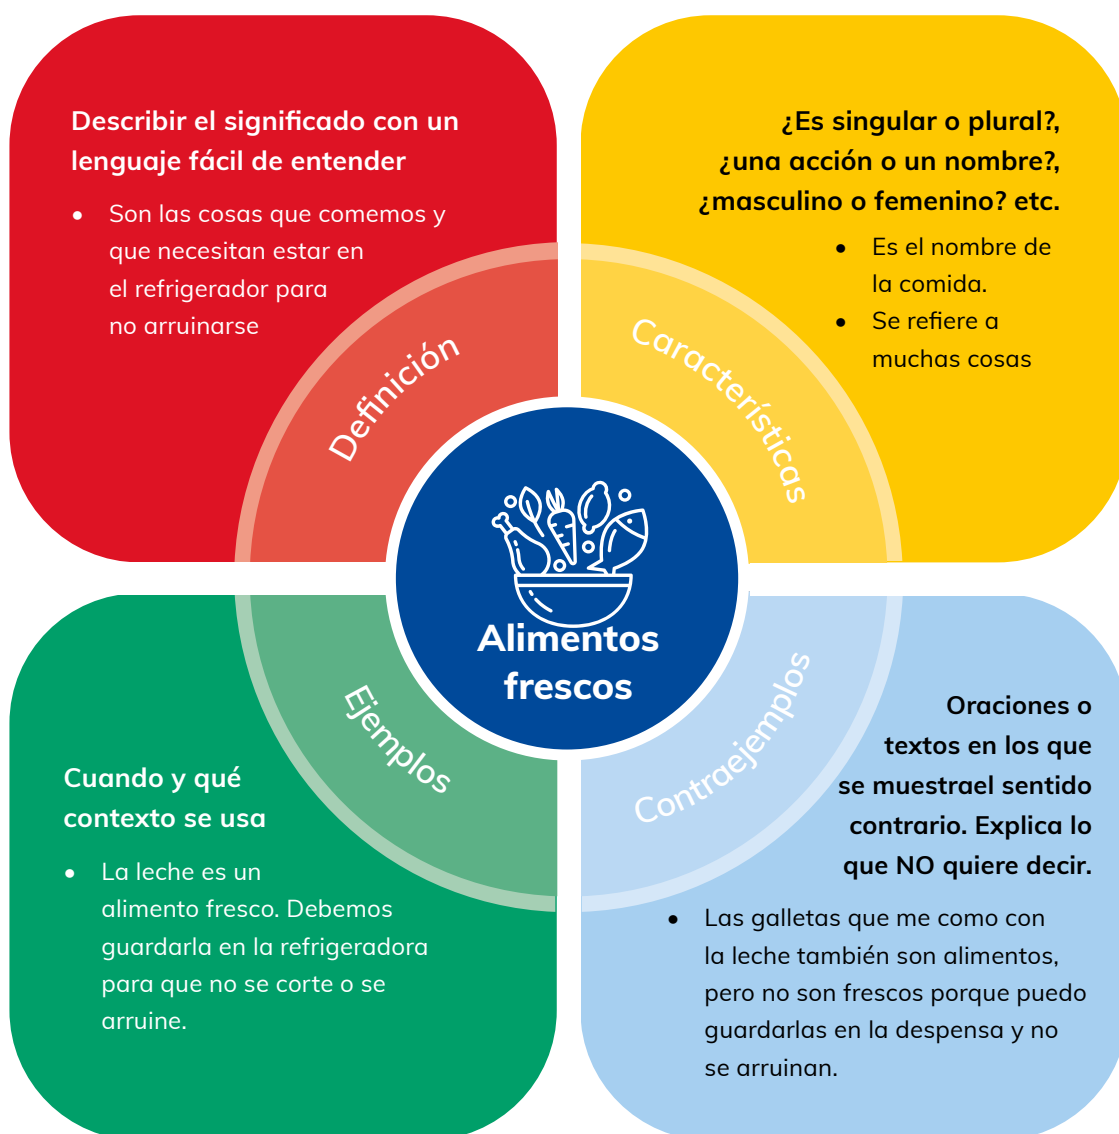 Describir el significado con un
lenguaje fácil de entender
• Son las cosas que comemos y
que necesitan estar en
el refrigerador para
no arruinarse
Definición
¿Es singular o plural?,
¿una acción o un nombre?,
¿masculino o femenino? etc.
• Es el nombre de
la comida.
• Se refiere a
muchas cosas
Características
Alimentos
frescos
Ejemplos
Cuando y qué
contexto se usa
• La leche es un
alimento fresco. Debemos
guardarla en la refrigeradora
para que no se corte o se
arruine.
Contraejemplos
Oraciones o
textos en los que
se muestrael sentido
contrario. Explica lo
que NO quiere decir.
• Las galletas que me como con
la leche también son alimentos,
pero no son frescos porque puedo
guardarlas en la despensa y no
se arruinan.